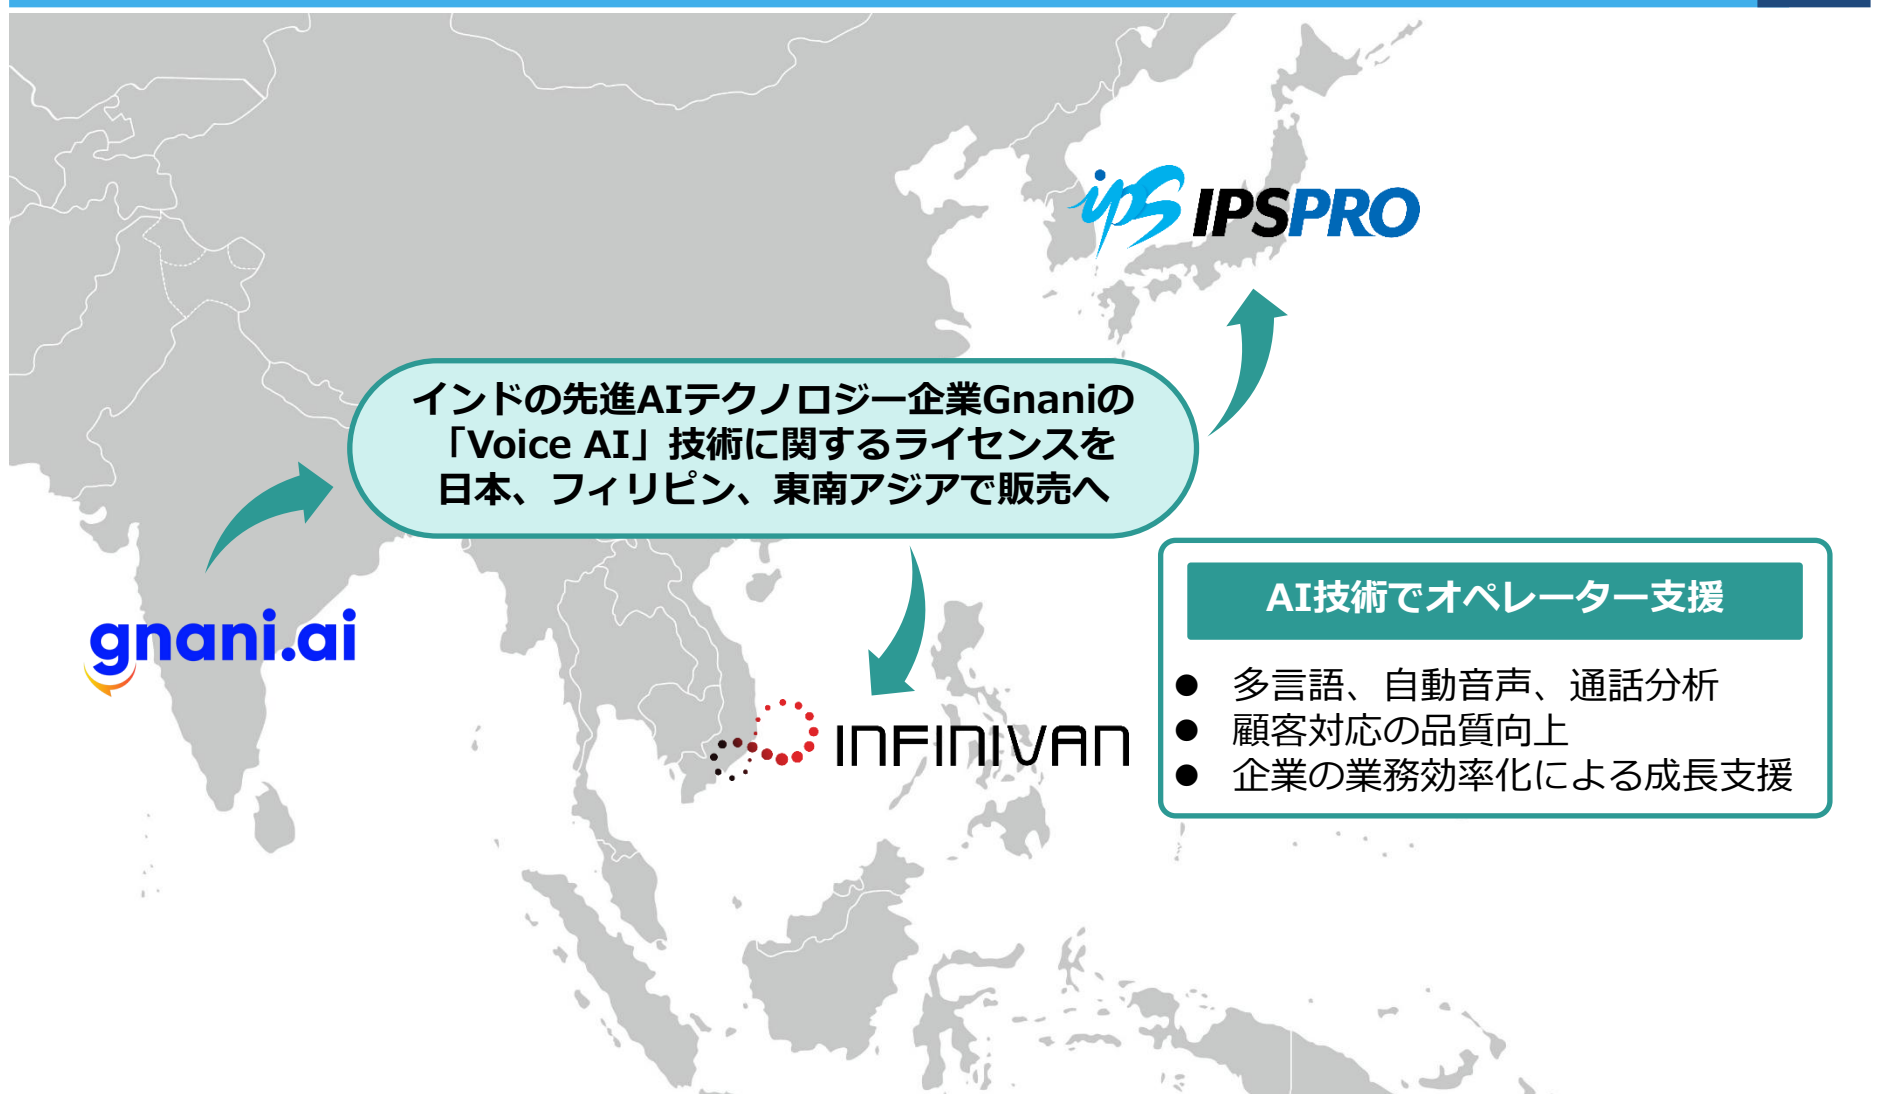 ips IPSPRO
インドの先進AIテクノロジー企業Gnaniの
「Voice AI」技術に関するライセンスを
日本、フィリピン、東南アジアで販売へ
gnani.ai
INFINIVAN
AI技術でオペレーター支援
● 多言語、自動音声、通話分析
● 顧客対応の品質向上
● 企業の業務効率化による成長支援